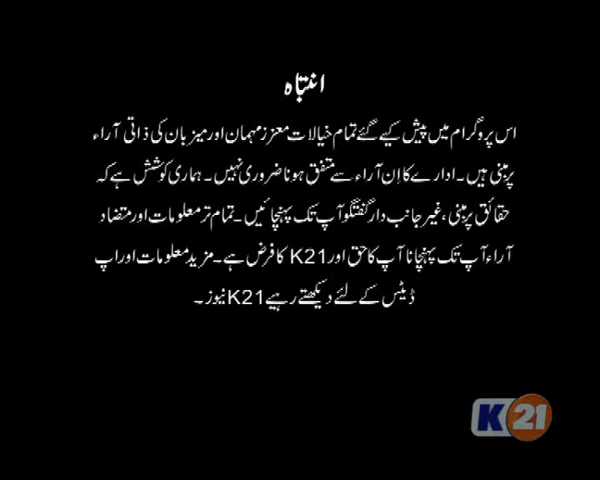 انتباہ
اس پروگرام میں پیش کیے گئے تمام خیالات معزز مہمان اور میزبان کی ذاتی آراء
پر مبنی ہیں۔ ادارے کا اِن آراء سے متفق ہونا ضروری نہیں۔ ہماری کوشش ہے کہ
حقائق پر مبنی، غیر جانب دار گفتگو آپ تک پہنچائیں۔ تمام تر معلومات اور متضاد
آراء آپ تک پہنچانا آپ کا حق اور K21 کا فرض ہے۔ مزید معلومات اور اپ
ڈیٹس کے لئے دیکھتے رہیے K21 نیوز۔
K21